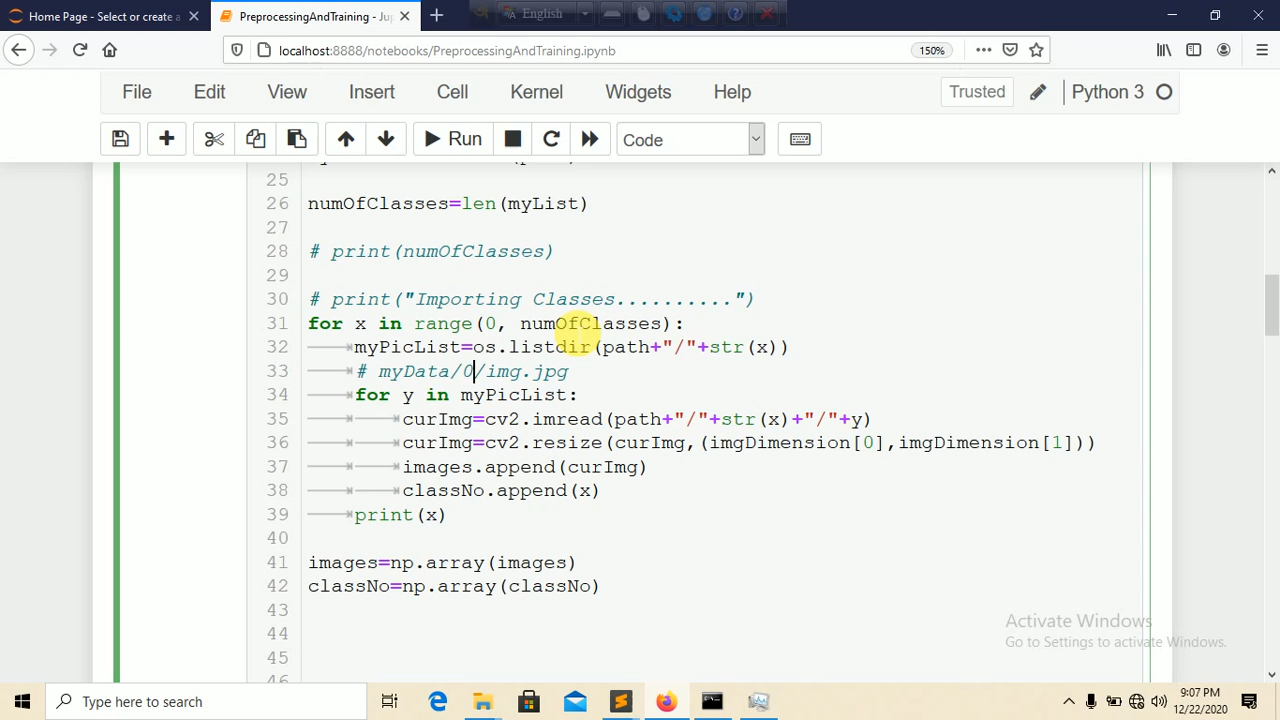 Home Page - Select or create a
PreprocessingAndTraining - Jup
English
localhost:8888/notebooks/PreprocessingAndTraining.ipynb
150%
File Edit View Insert Cell Kernel Widgets Help
Trusted
Python 3
Run
Code
25
26 numOfClasses=len(myList)
27
28 # print(numOfClasses)
29
30 # print("Importing Classes..........")
31 for x in range(0, numOfClasses):
32 myPicList=os.listdir(path+"/"+str(x))
33 # myData/0/img.jpg
34 for y in myPicList:
35 curImg=cv2.imread(path+"/"+str(x)+"/"+y)
36 curImg=cv2.resize(curImg,(imgDimension[0],imgDimension[1]))
37 images.append(curImg)
38 classNo.append(x)
39 print(x)
40
41 images=np.array(images)
42 classNo=np.array(classNo)
43
44
45
Activate Windows
Go to Settings to activate Windows.
Type here to search
9:07 PM
12/22/2020